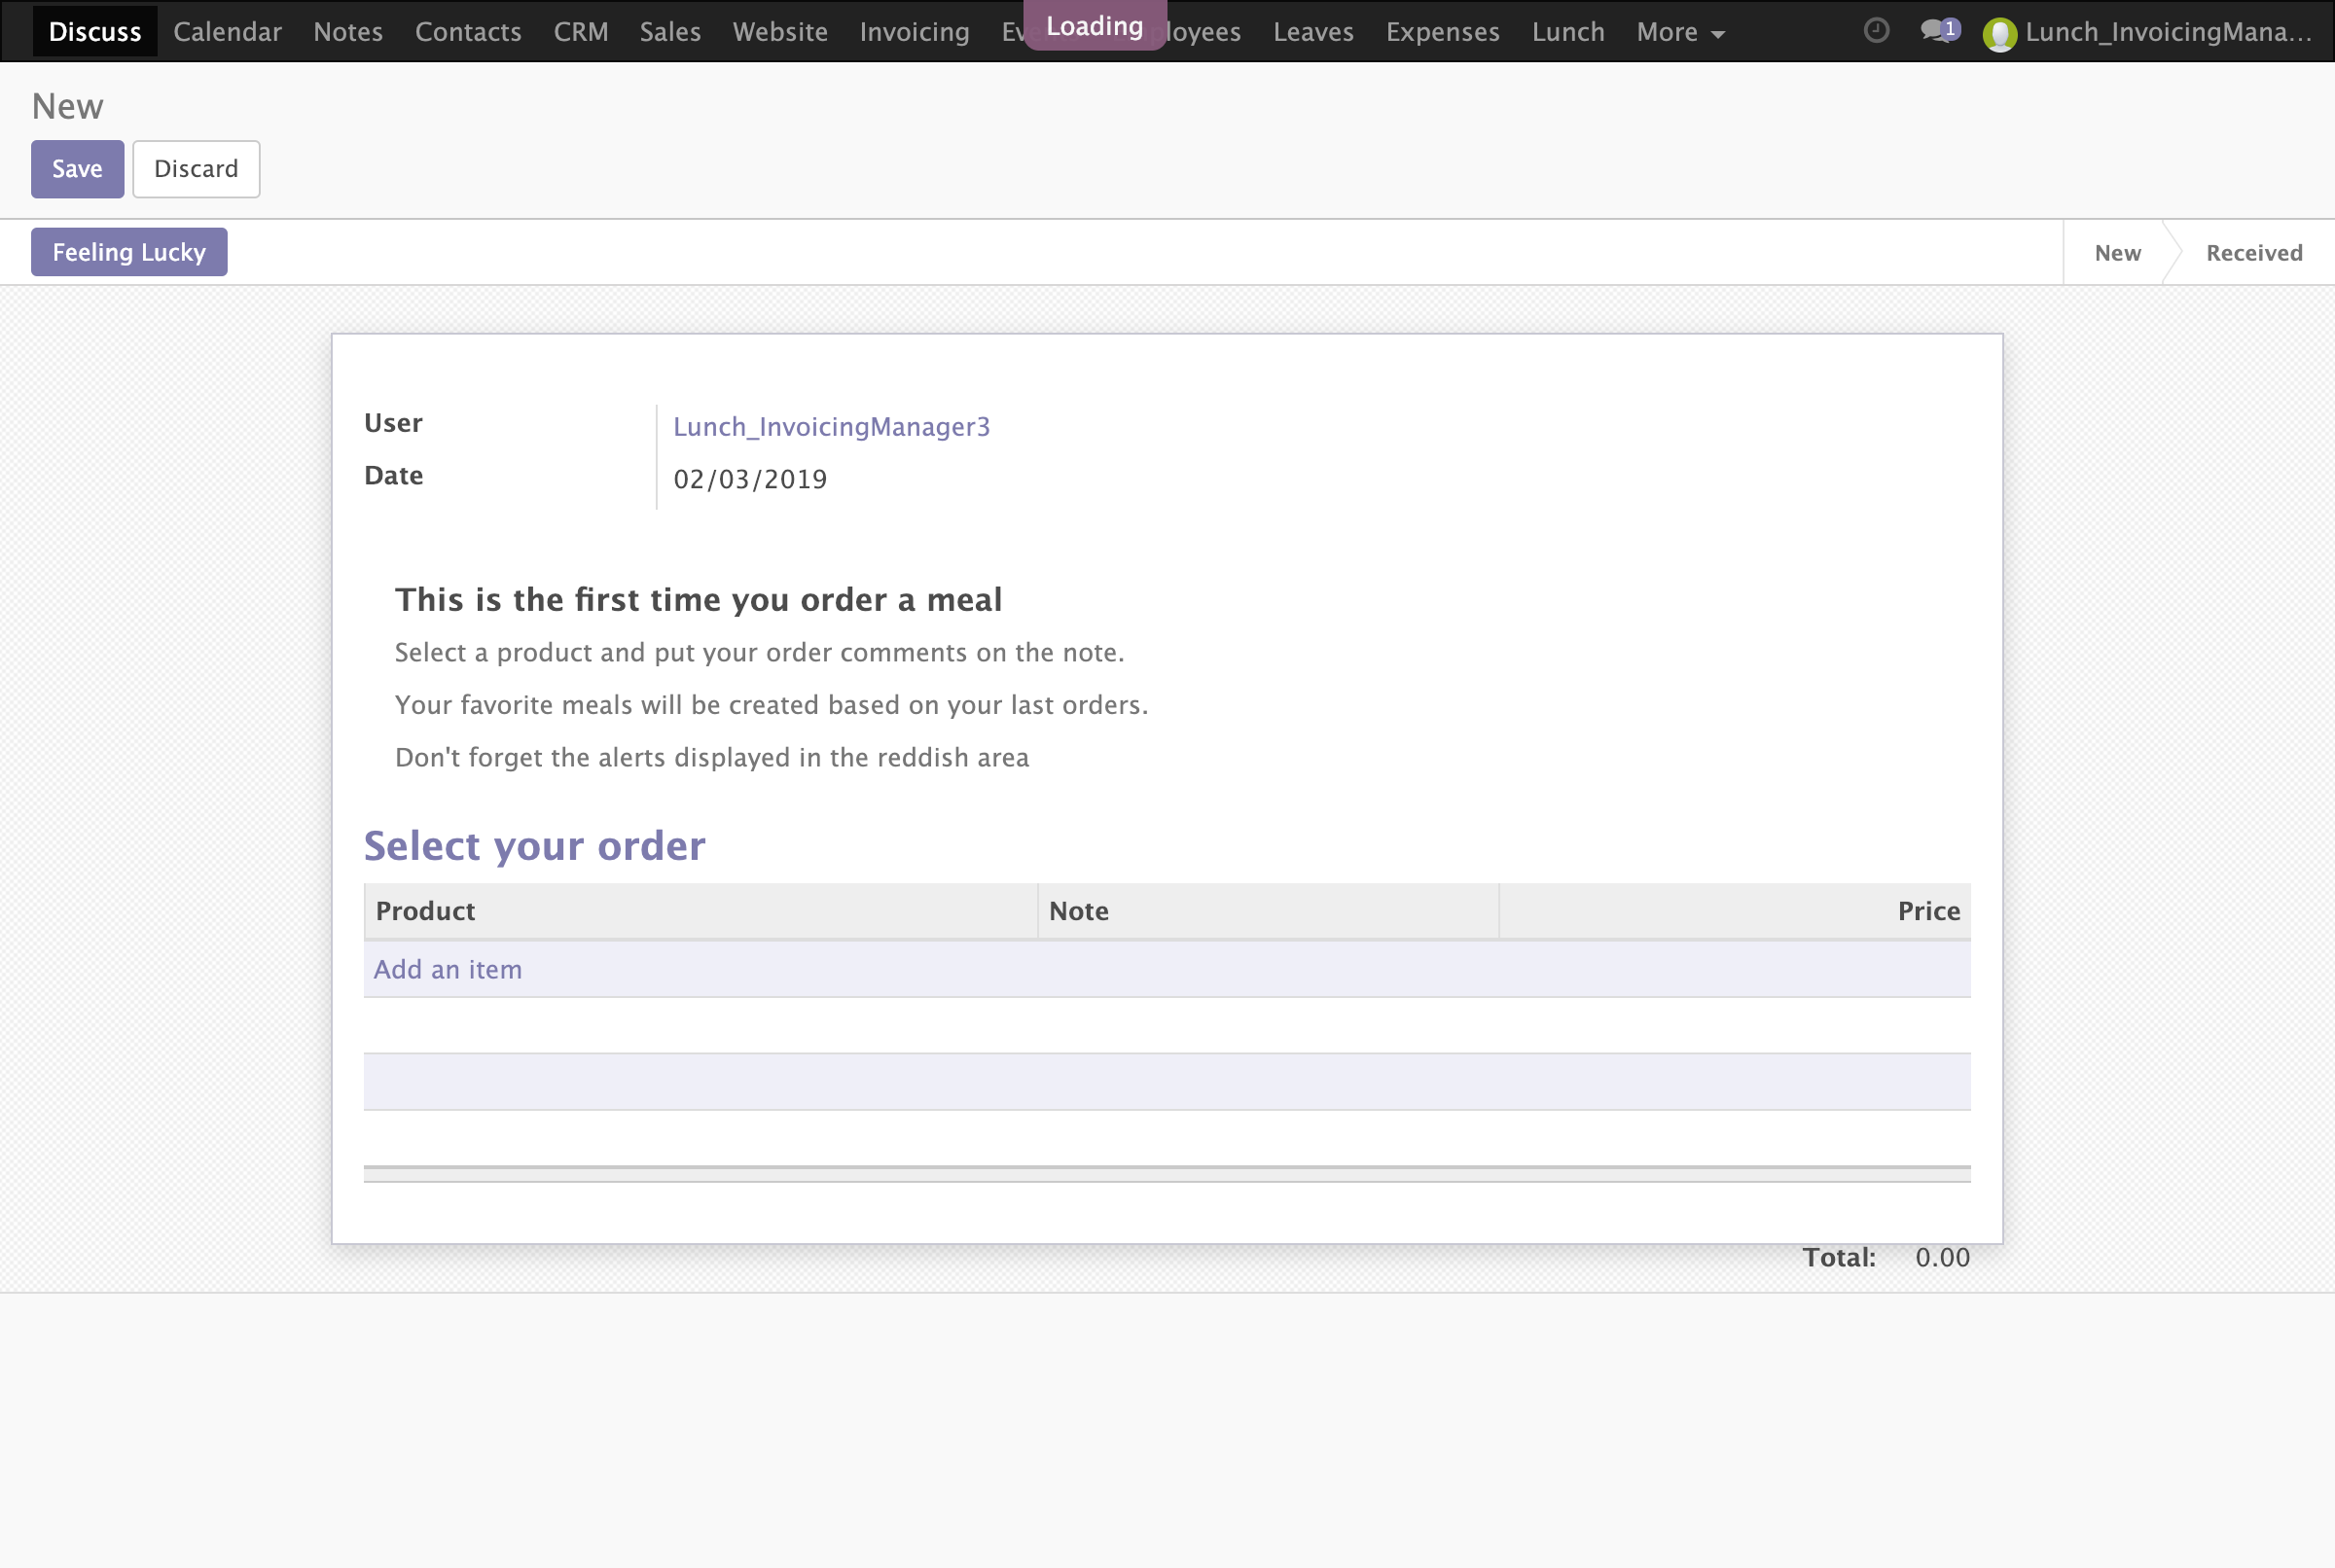 Discuss Calendar Notes Contacts CRM Sales Website Invoicing Loading Leaves Expenses Lunch More 1 Lunch_InvoicingMana...
New
Save Discard
Feeling Lucky New Received
User Lunch_InvoicingManager3
Date 02/03/2019
This is the first time you order a meal
Select a product and put your order comments on the note.
Your favorite meals will be created based on your last orders.
Don't forget the alerts displayed in the reddish area
Select your order
Product Note Price
Add an item
Total: 0.00